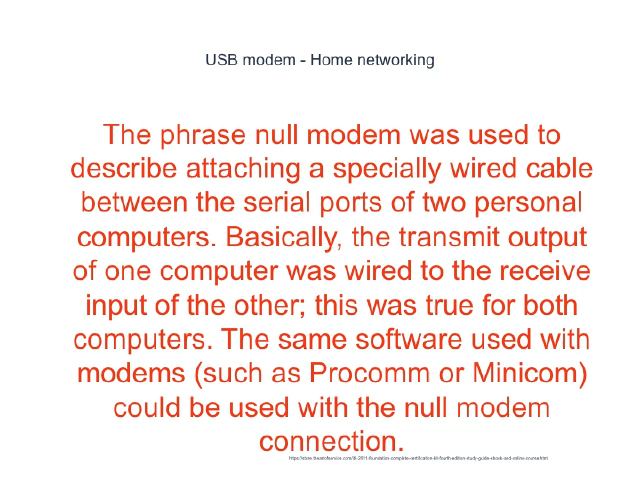 USB modem - Home networking
The phrase null modem was used to
describe attaching a specially wired cable
between the serial ports of two personal
computers. Basically, the transmit output
of one computer was wired to the receive
input of the other; this was true for both
computers. The same software used with
modems (such as Procomm or Minicom)
could be used with the null modem
connection.